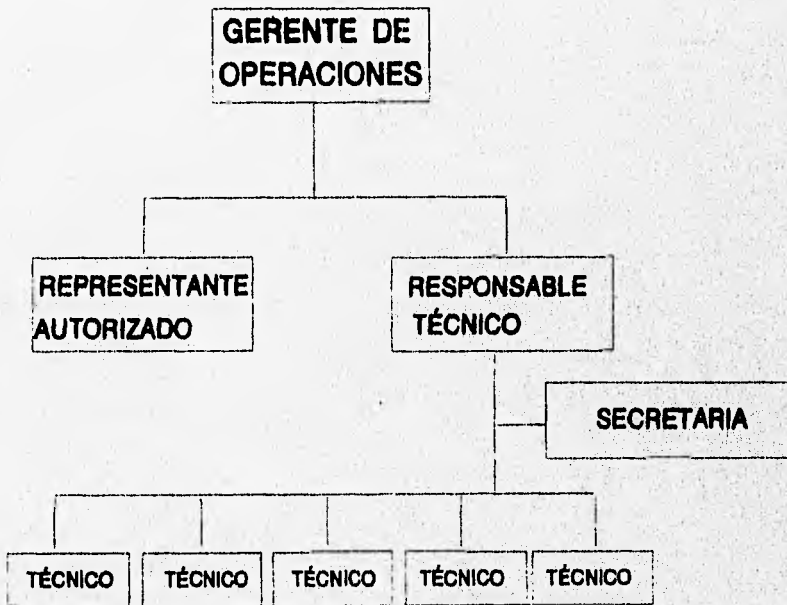 GERENTE DE
OPERACIONES
REPRESENTANTE
AUTORIZADO
RESPONSABLE
TÉCNICO
SECRETARIA
TÉCNICO
TÉCNICO
TÉCNICO
TÉCNICO
TÉCNICO